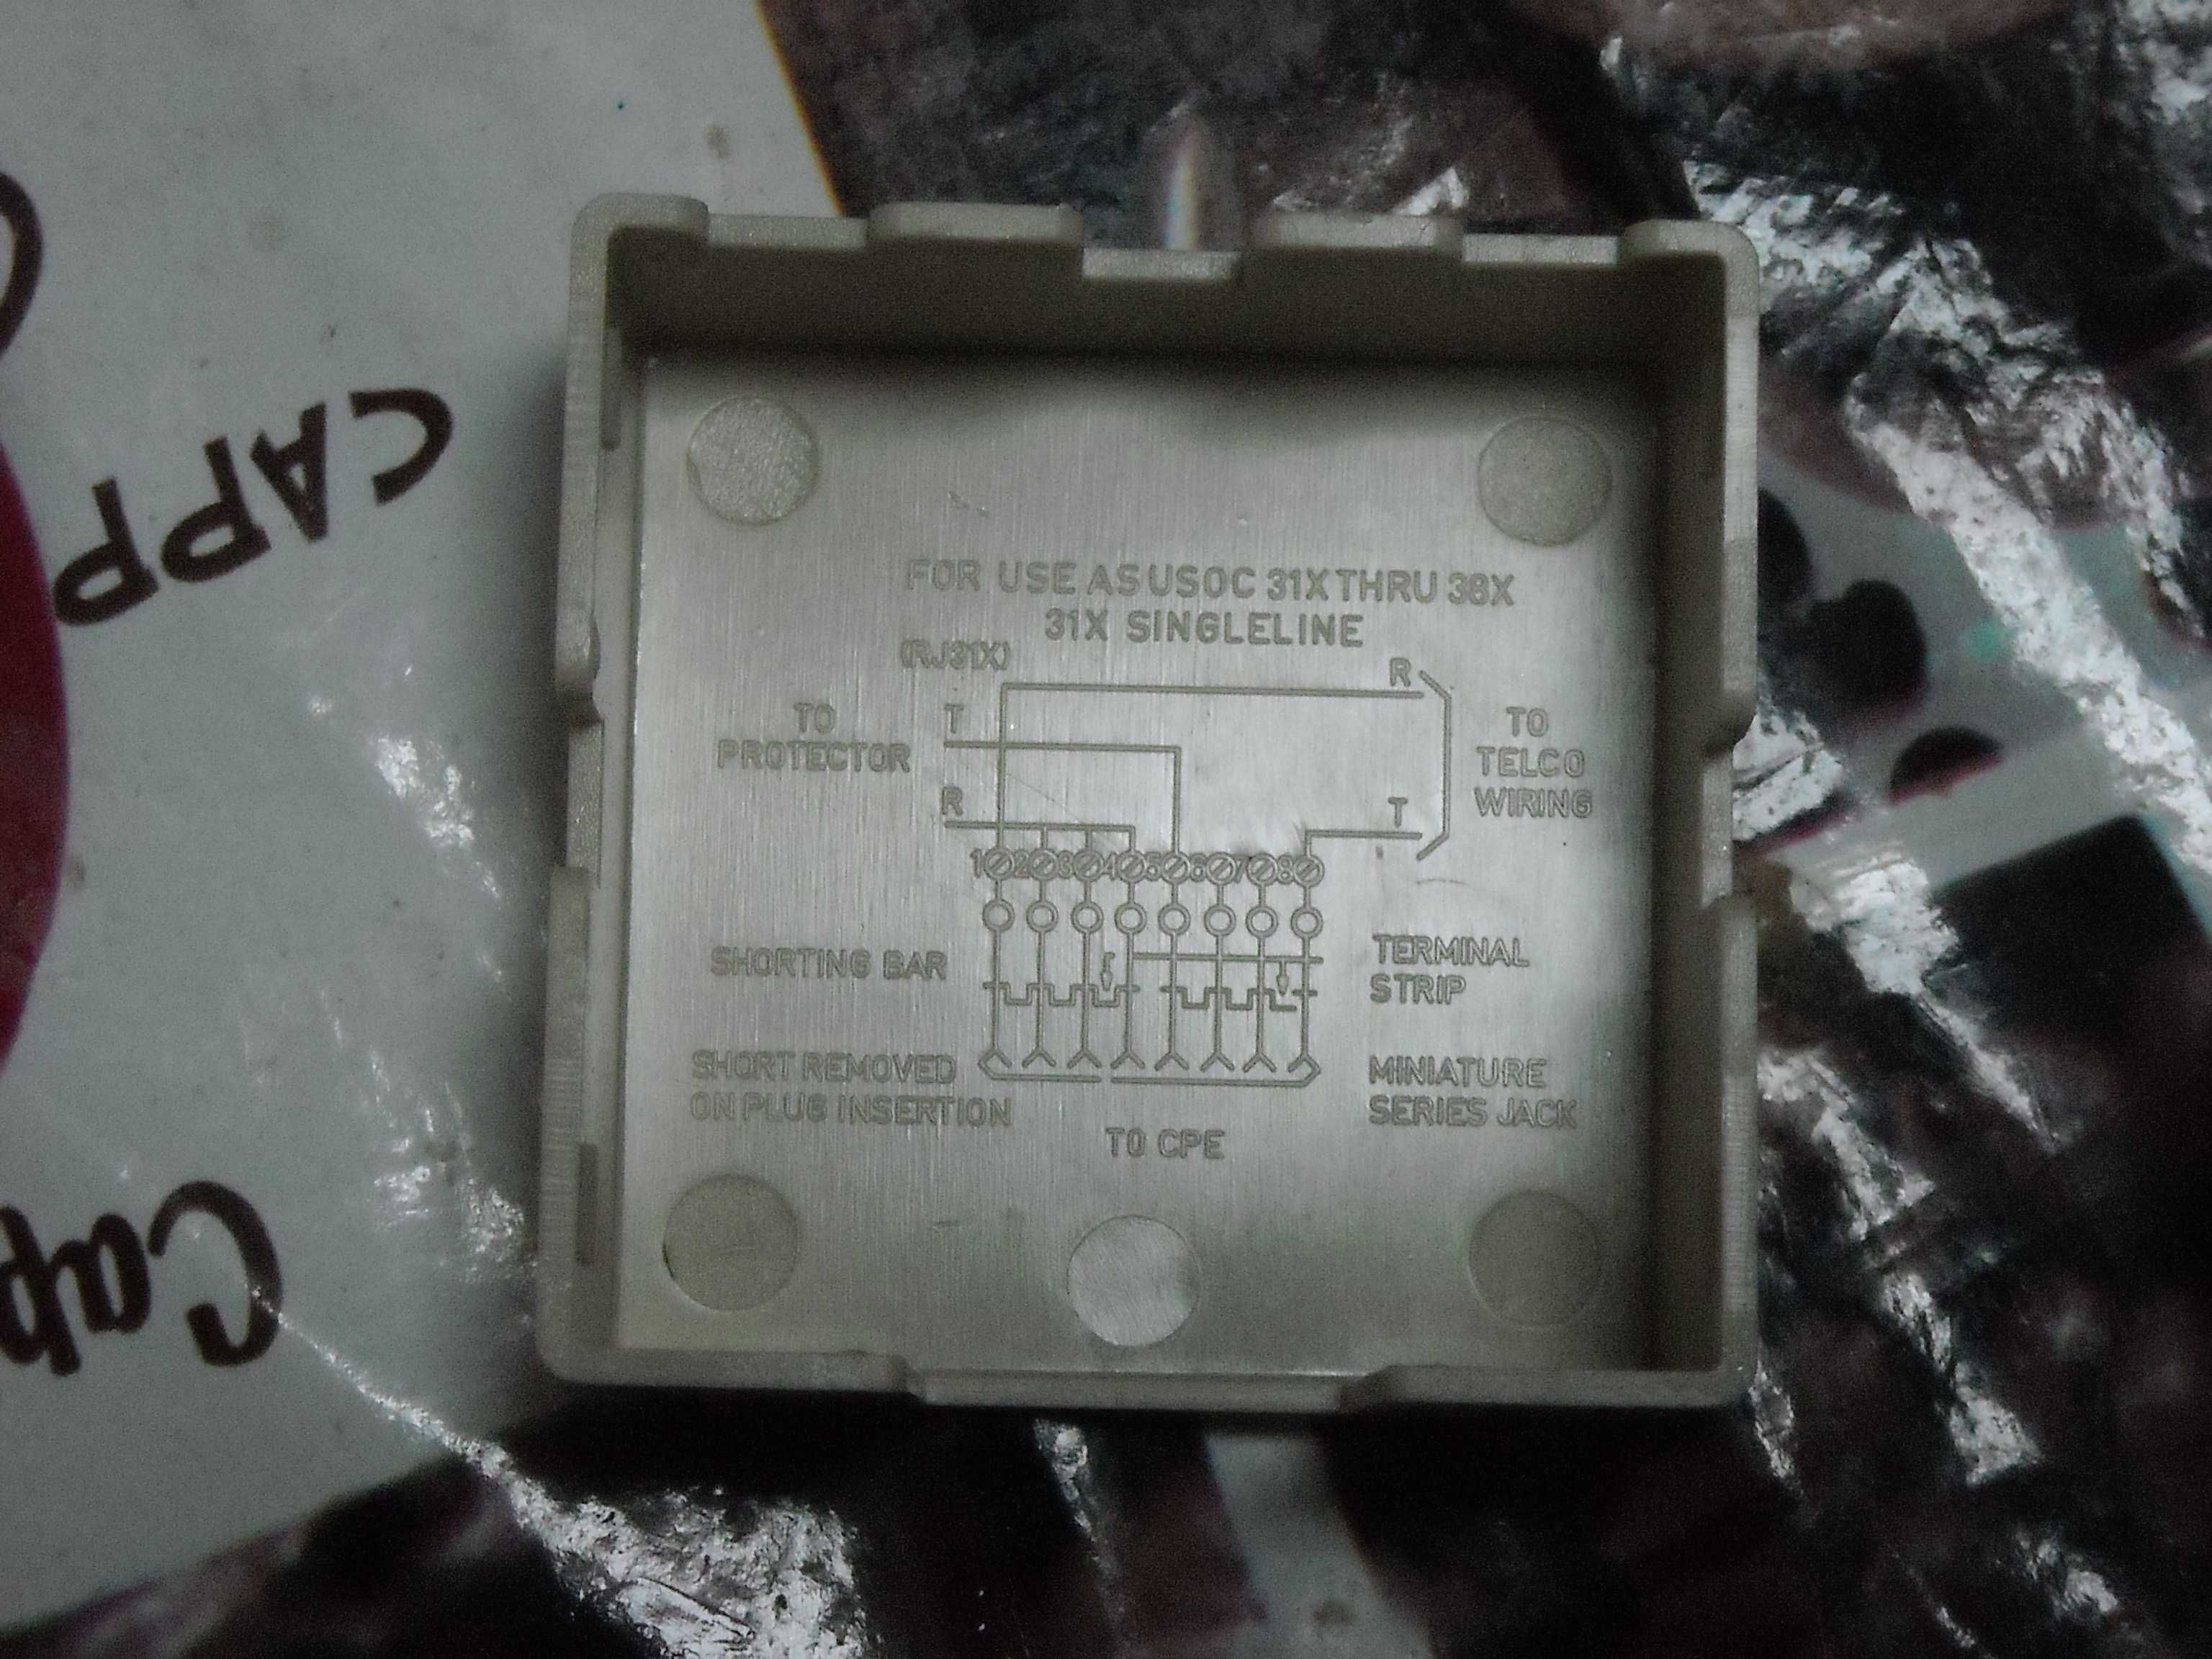 FOR USE AS USOC 31X THRU 38X
31X SINGLELINE
(RJ31X)
R
TO
PROTECTOR
T
TO
TELCO
WIRING
R
T
1 2 3 4 5 6 7 8
SHORTING BAR
TERMINAL
STRIP
SHORT REMOVED
ON PLUG INSERTION
MINIATURE
SERIES JACK
TO CPE
CAPP
Cap